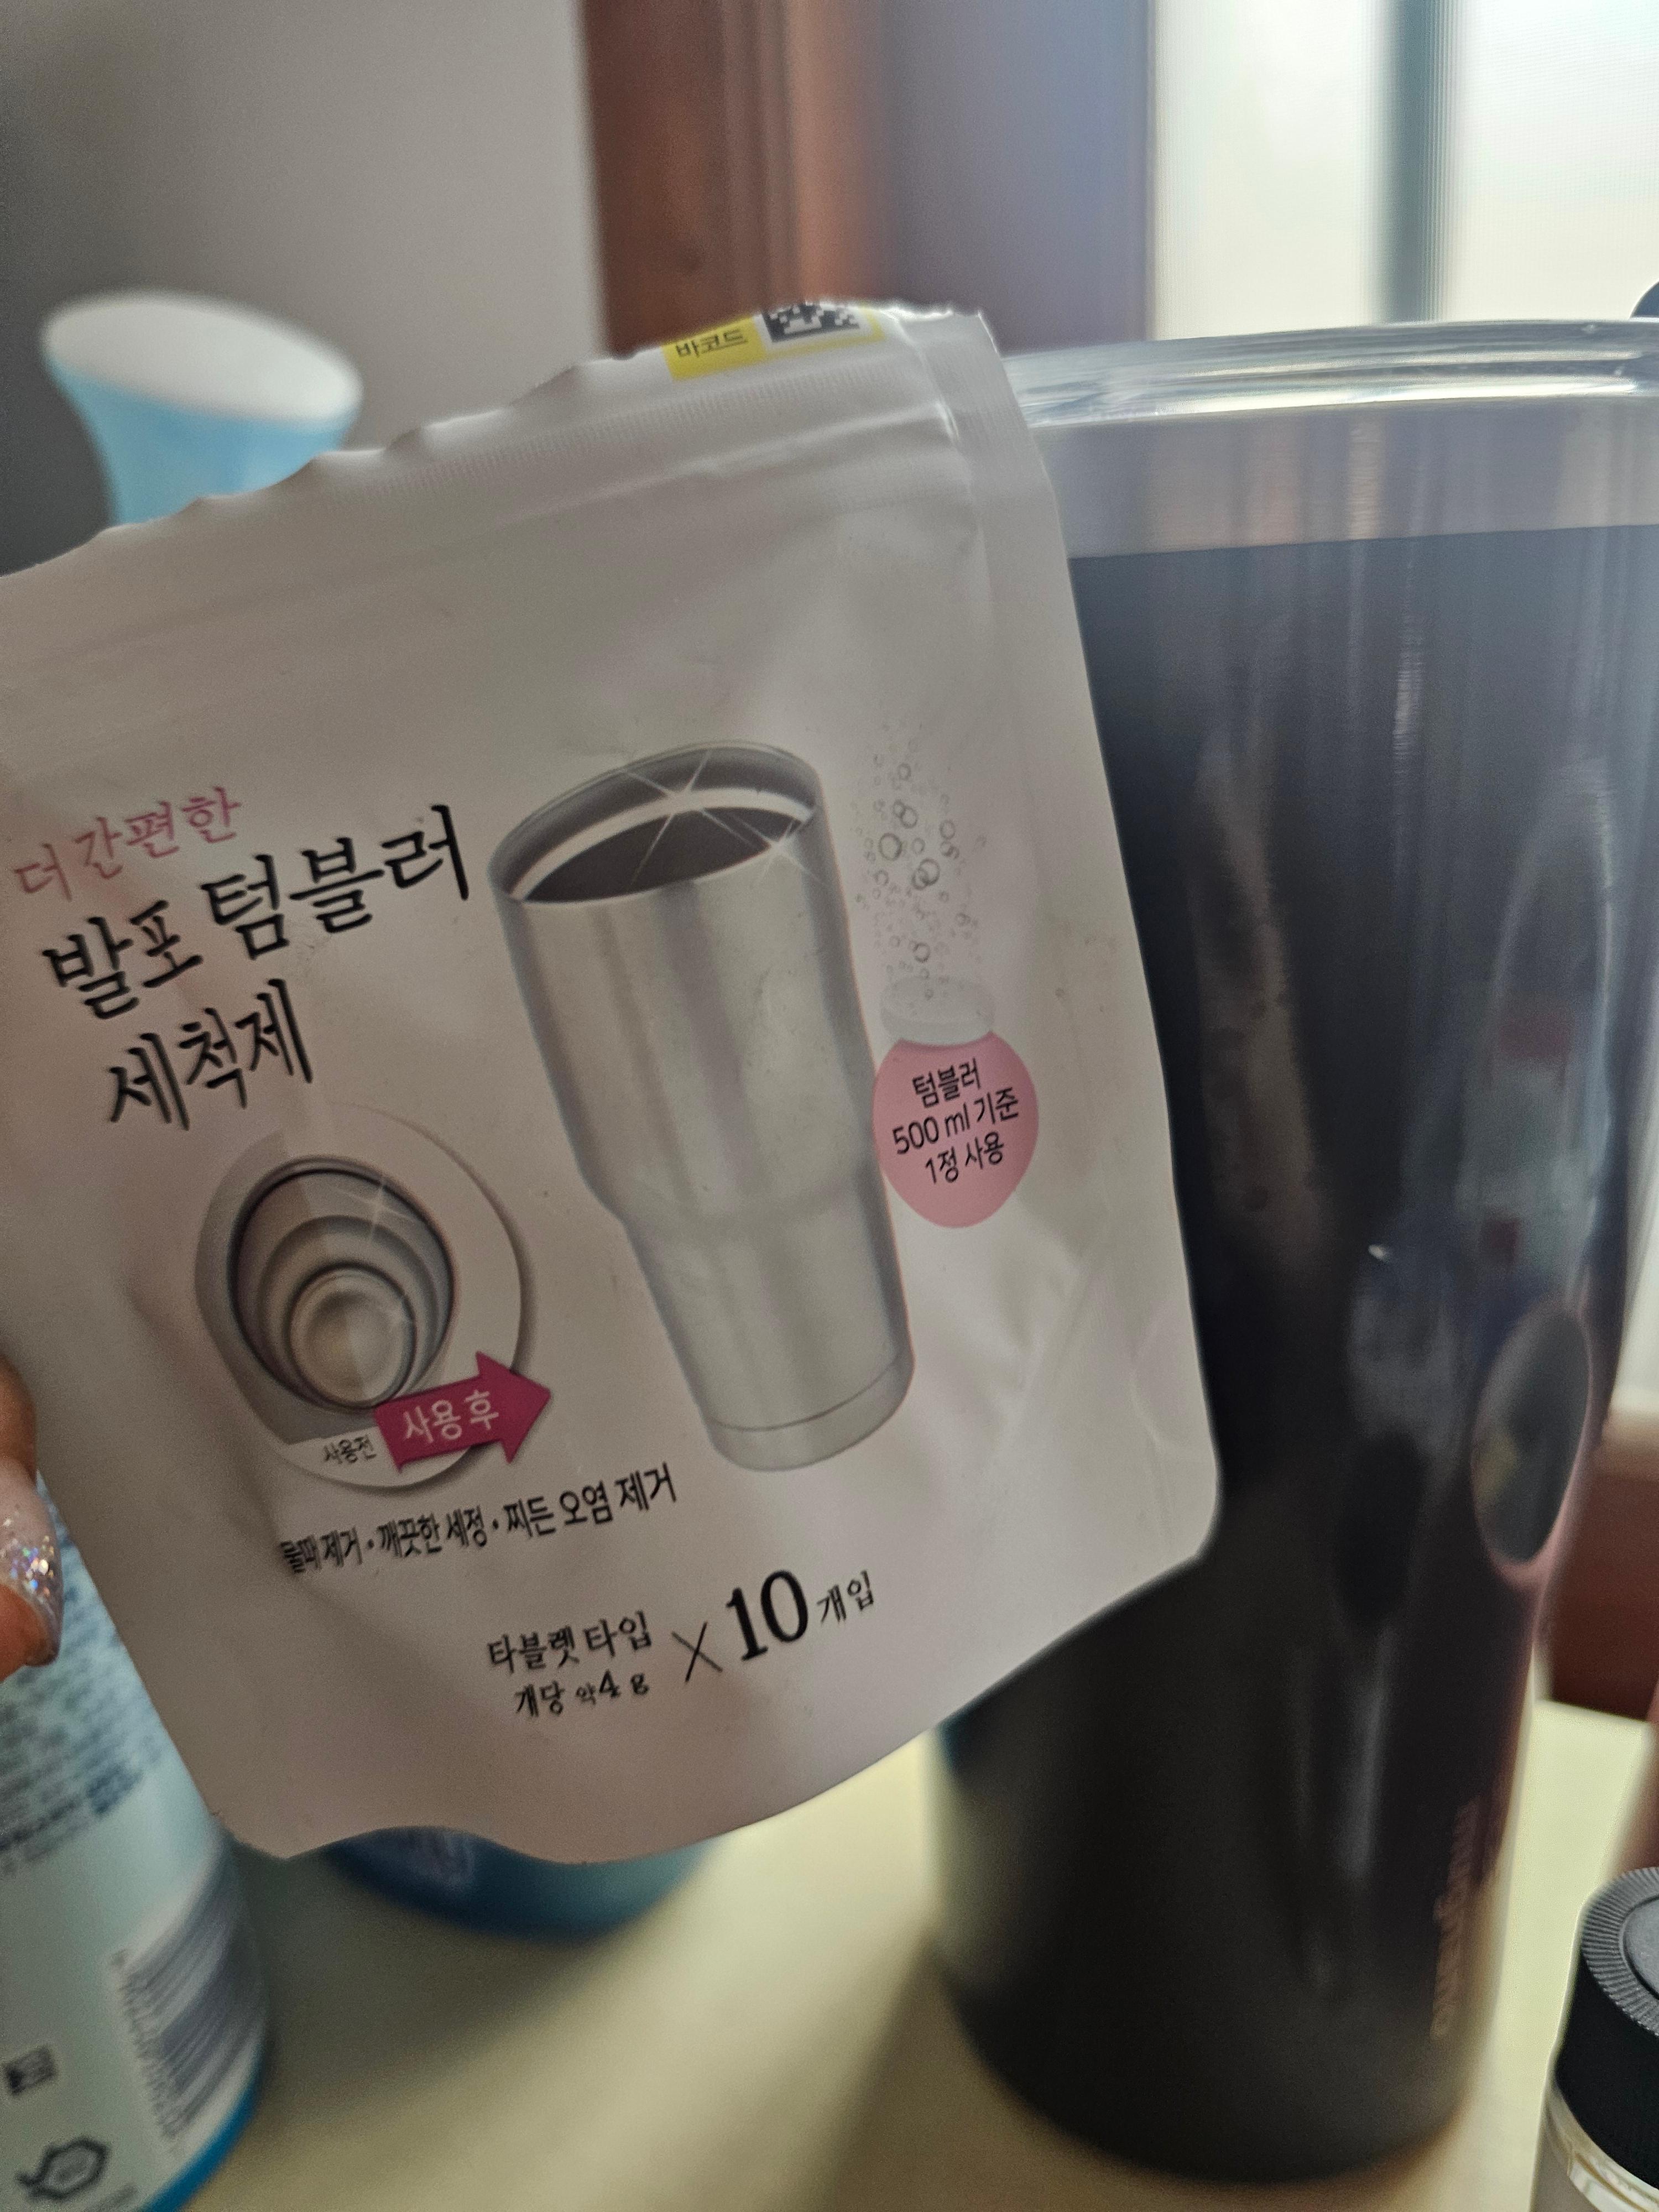 바코드
더 간편한
발포 텀블러
세척제
텀블러
500 ml 기준
1정 사용
사용전
사용 후
물때 제거 • 깨끗한 세정 • 찌든 오염 제거
타블렛 타입
개당 약 4 g
× 10 개입